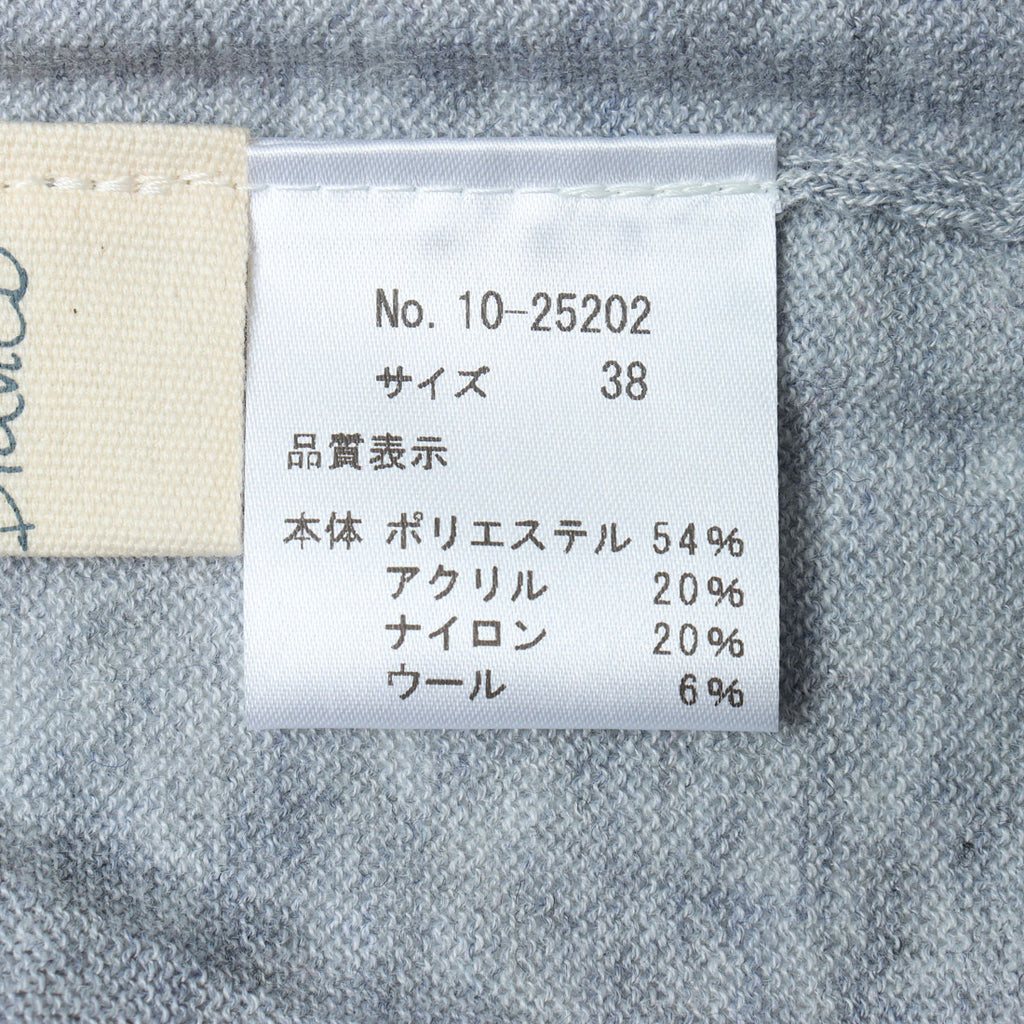 No. 10-25202
サイズ 38
品質表示
本体 ポリエステル 54%
アクリル 20%
ナイロン 20%
ウール 6%